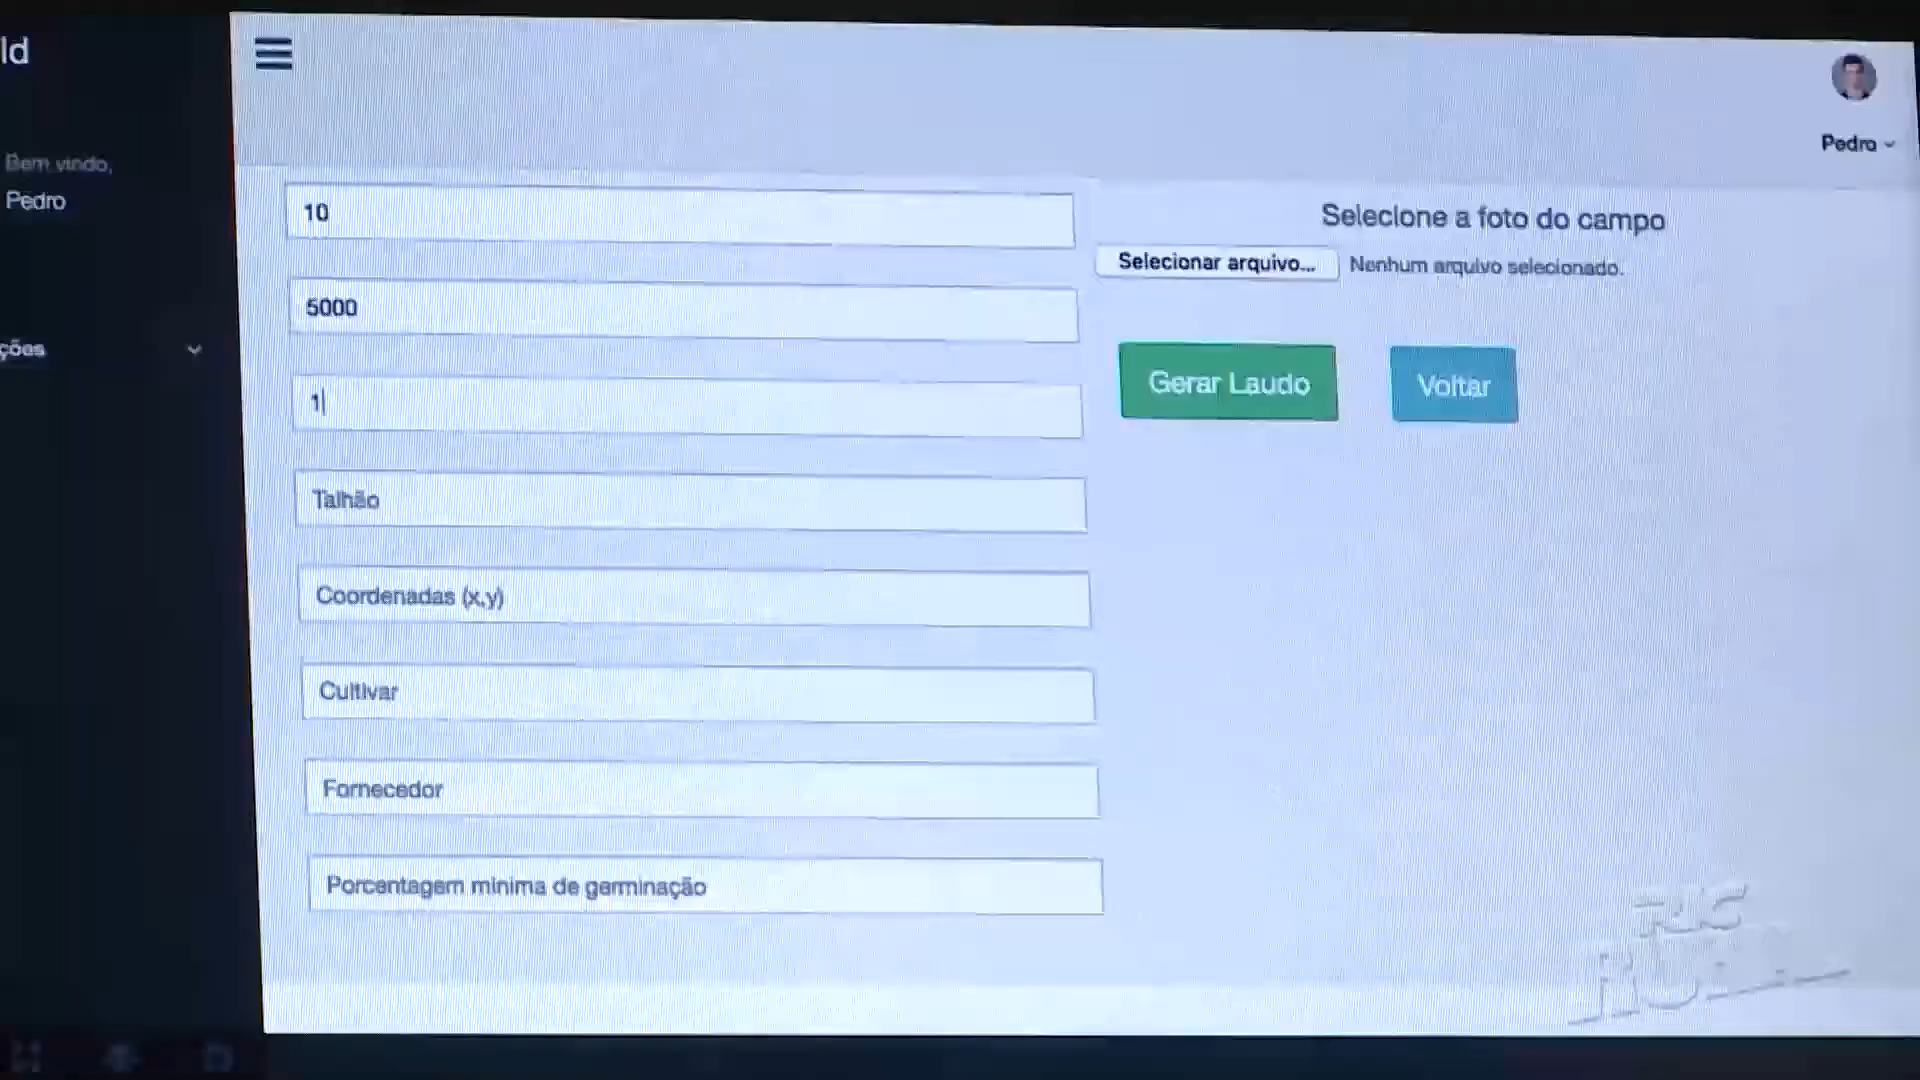 ld
Bem vindo,
Pedro
ções
Pedro
10
5000
1
Talhão
Coordenadas (x,y)
Cultivar
Fornecedor
Porcentagem minima de germinação
Selecione a foto do campo
Selecionar arquivo... Nenhum arquivo selecionado.
Gerar Laudo
Voltar